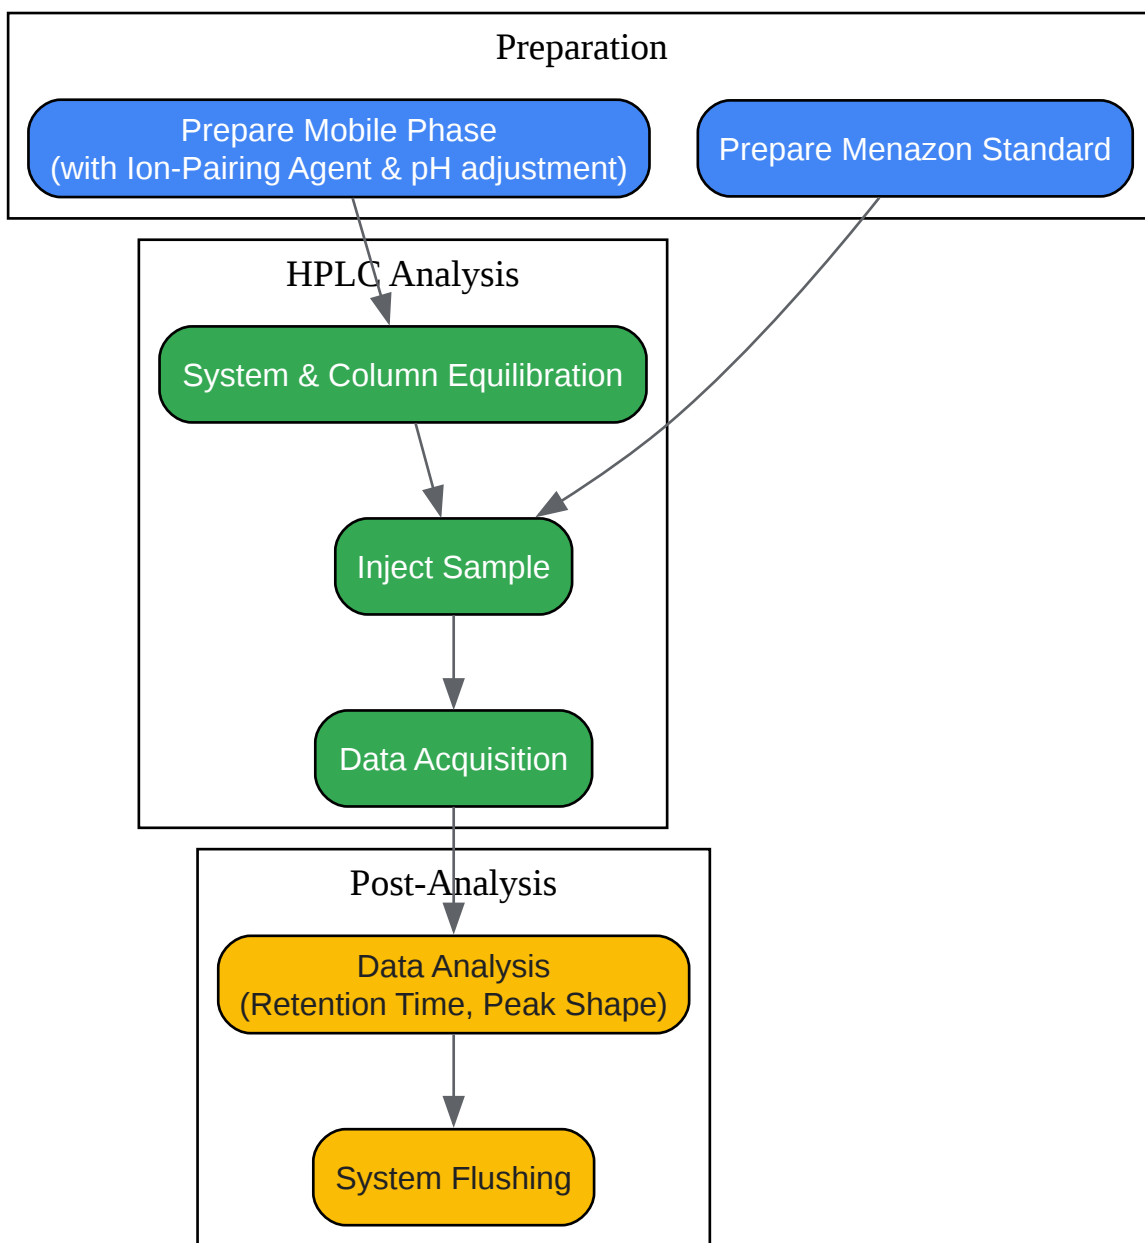 Preparation
Prepare Mobile Phase
(with Ion-Pairing Agent & pH adjustment)
Prepare Menazon Standard
HPLC Analysis
System & Column Equilibration
Inject Sample
Data Acquisition
Post-Analysis
Data Analysis
(Retention Time, Peak Shape)
System Flushing